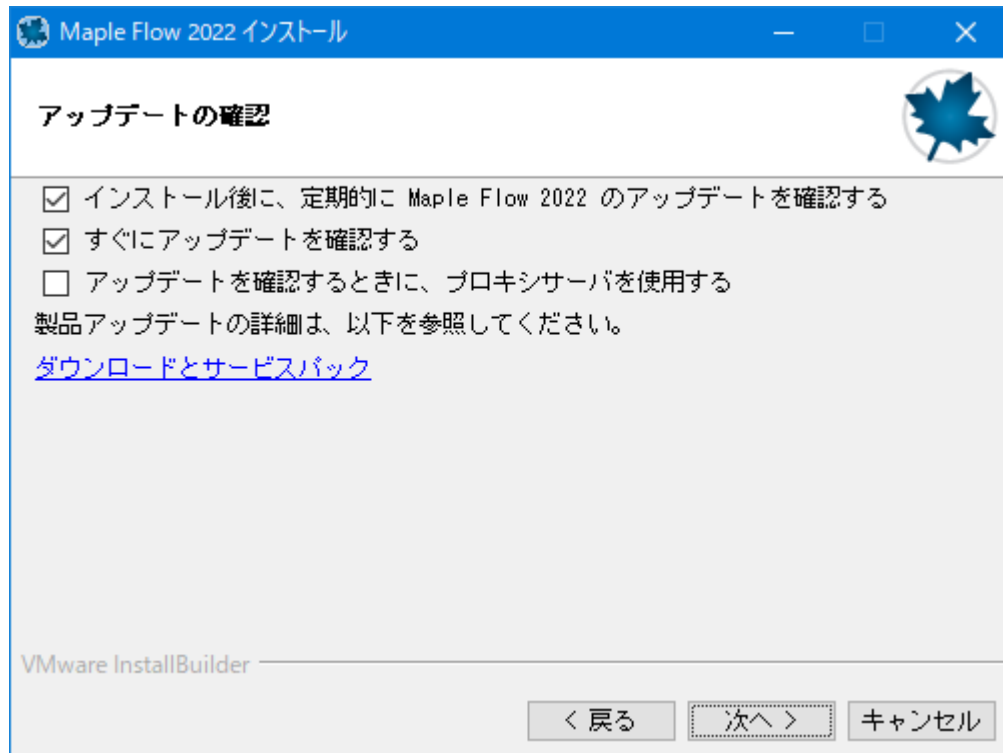 Maple Flow 2022 インストール
アップデートの確認
インストール後に、定期的に Maple Flow 2022 のアップデートを確認する
すぐにアップデートを確認する
アップデートを確認するときに、プロキシサーバを使用する
製品アップデートの詳細は、以下を参照してください。
ダウンロードとサービスパック
VMware InstallBuilder
< 戻る 次へ > キャンセル